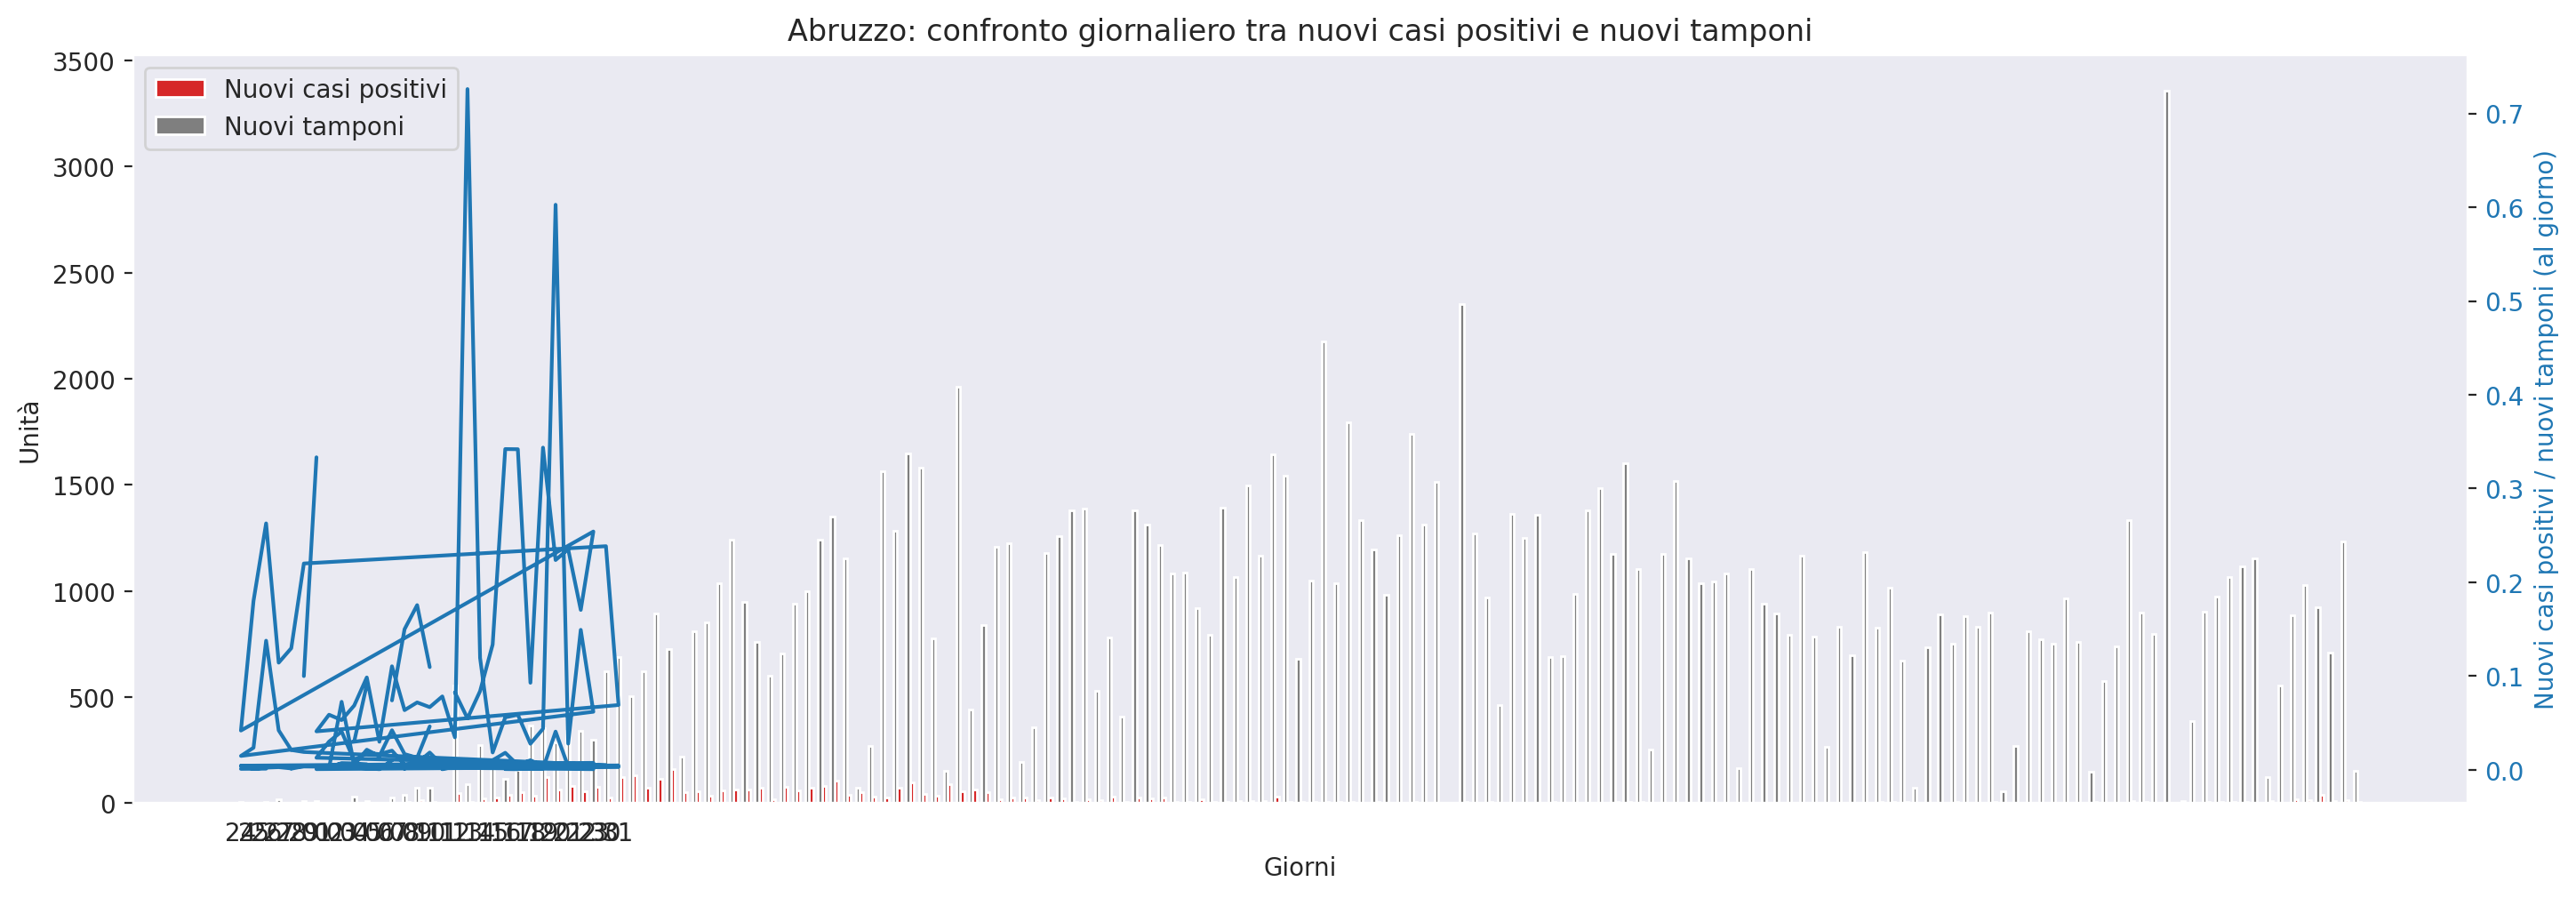 Abruzzo: confronto giornaliero tra nuovi casi positivi e nuovi tamponi
Nuovi casi positivi
Nuovi tamponi
3500
3000
2500
2000
1500
1000
500
0
Unità
0.7
0.6
0.5
0.4
0.3
0.2
0.1
0.0
Nuovi casi positivi / nuovi tamponi (al giorno)
Giorni